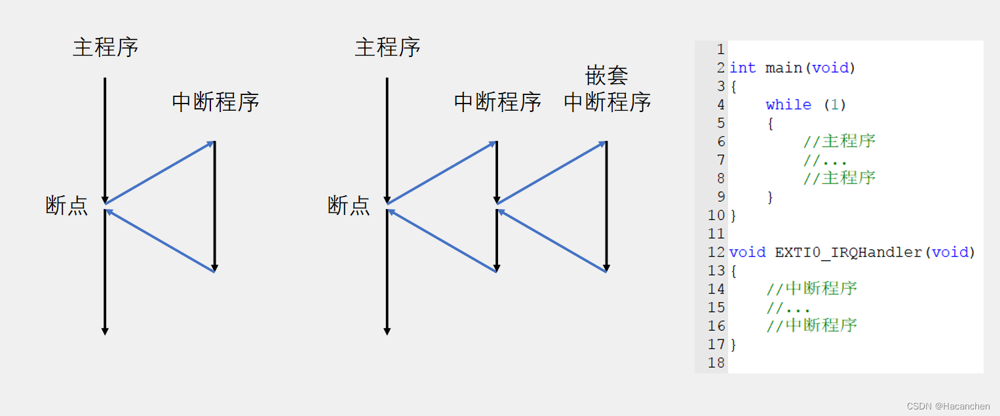 主程序
中断程序
断点
主程序
嵌套
中断程序
中断程序
断点
1
2 int main(void)
3 {
4     while (1)
5     {
6         //主程序
7         //...
8         //主程序
9     }
10 }
11
12 void EXTI0_IRQHandler(void)
13 {
14     //中断程序
15     //...
16     //中断程序
17 }
18
CSDN @Hacanchen